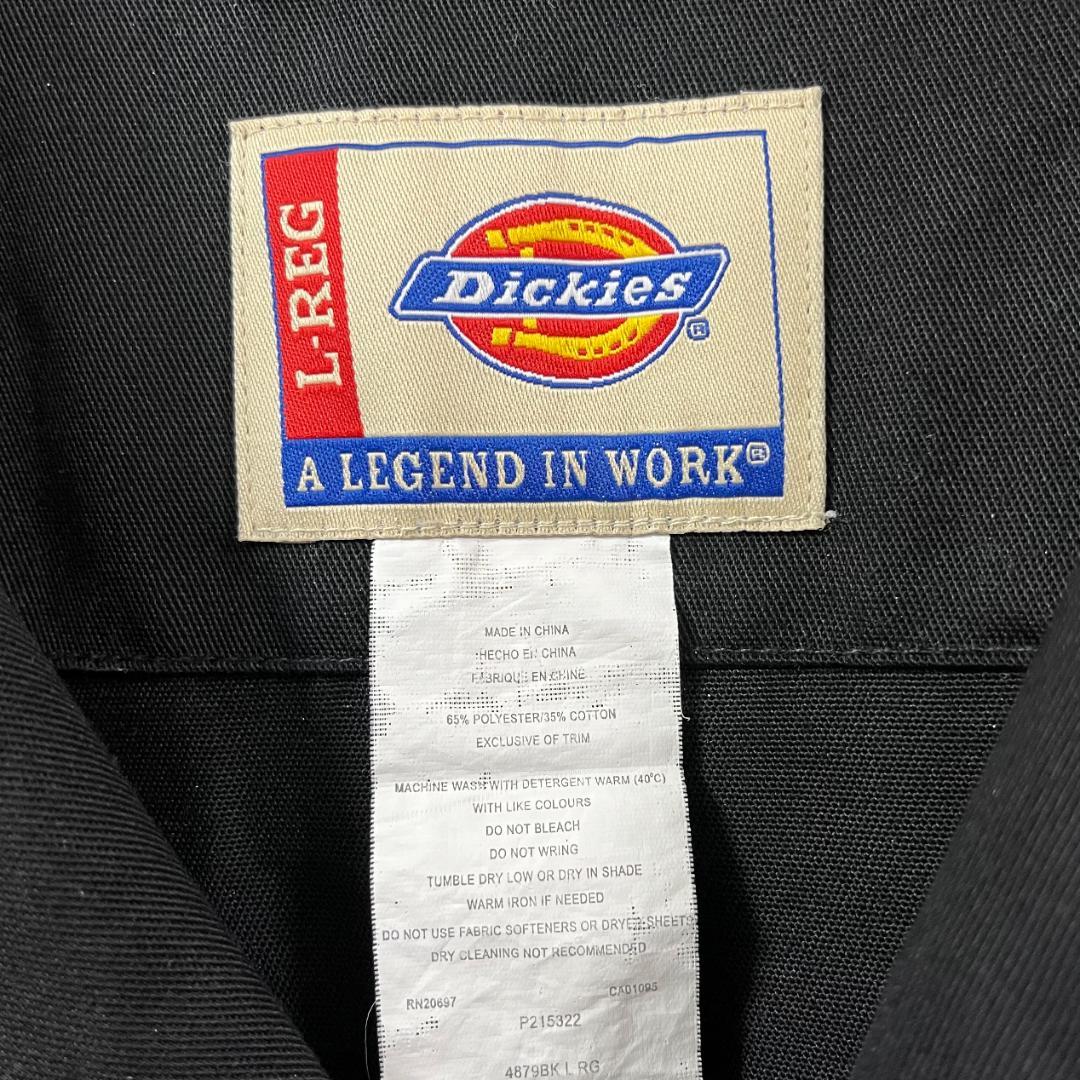 L-REG
Dickies®
A LEGEND IN WORK®
MADE IN CHINA
HECHO EN CHINA
FABRIQUE EN CHINE
65% POLYESTER/35% COTTON
EXCLUSIVE OF TRIM
MACHINE WASH WITH DETERGENT WARM (40°C)
WITH LIKE COLOURS
DO NOT BLEACH
DO NOT WRING
TUMBLE DRY LOW OR DRY IN SHADE
WARM IRON IF NEEDED
DO NOT USE FABRIC SOFTENERS OR DRYER SHEETS
DRY CLEANING NOT RECOMMENDED
RN20697 CA01095
P215322
4879BK L RG